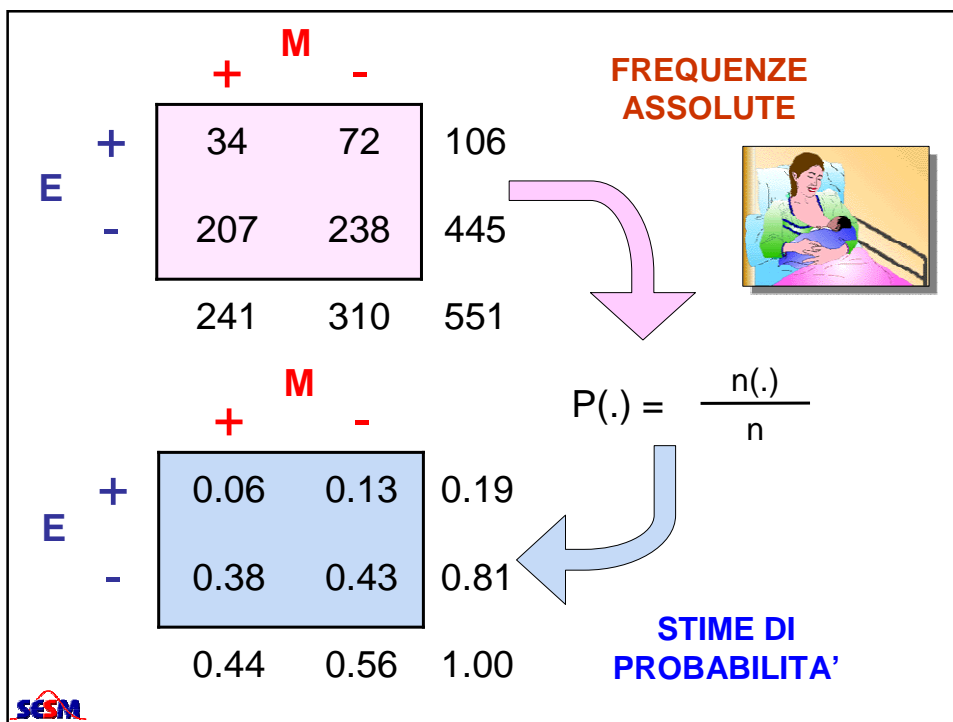 M
+ -
FREQUENZE
ASSOLUTE
+ 34 72 106
E
- 207 238 445
241 310 551
M
+ -
P(.) = n(.)
n
+ 0.06 0.13 0.19
E
- 0.38 0.43 0.81
0.44 0.56 1.00
STIME DI
PROBABILITA’
SESM